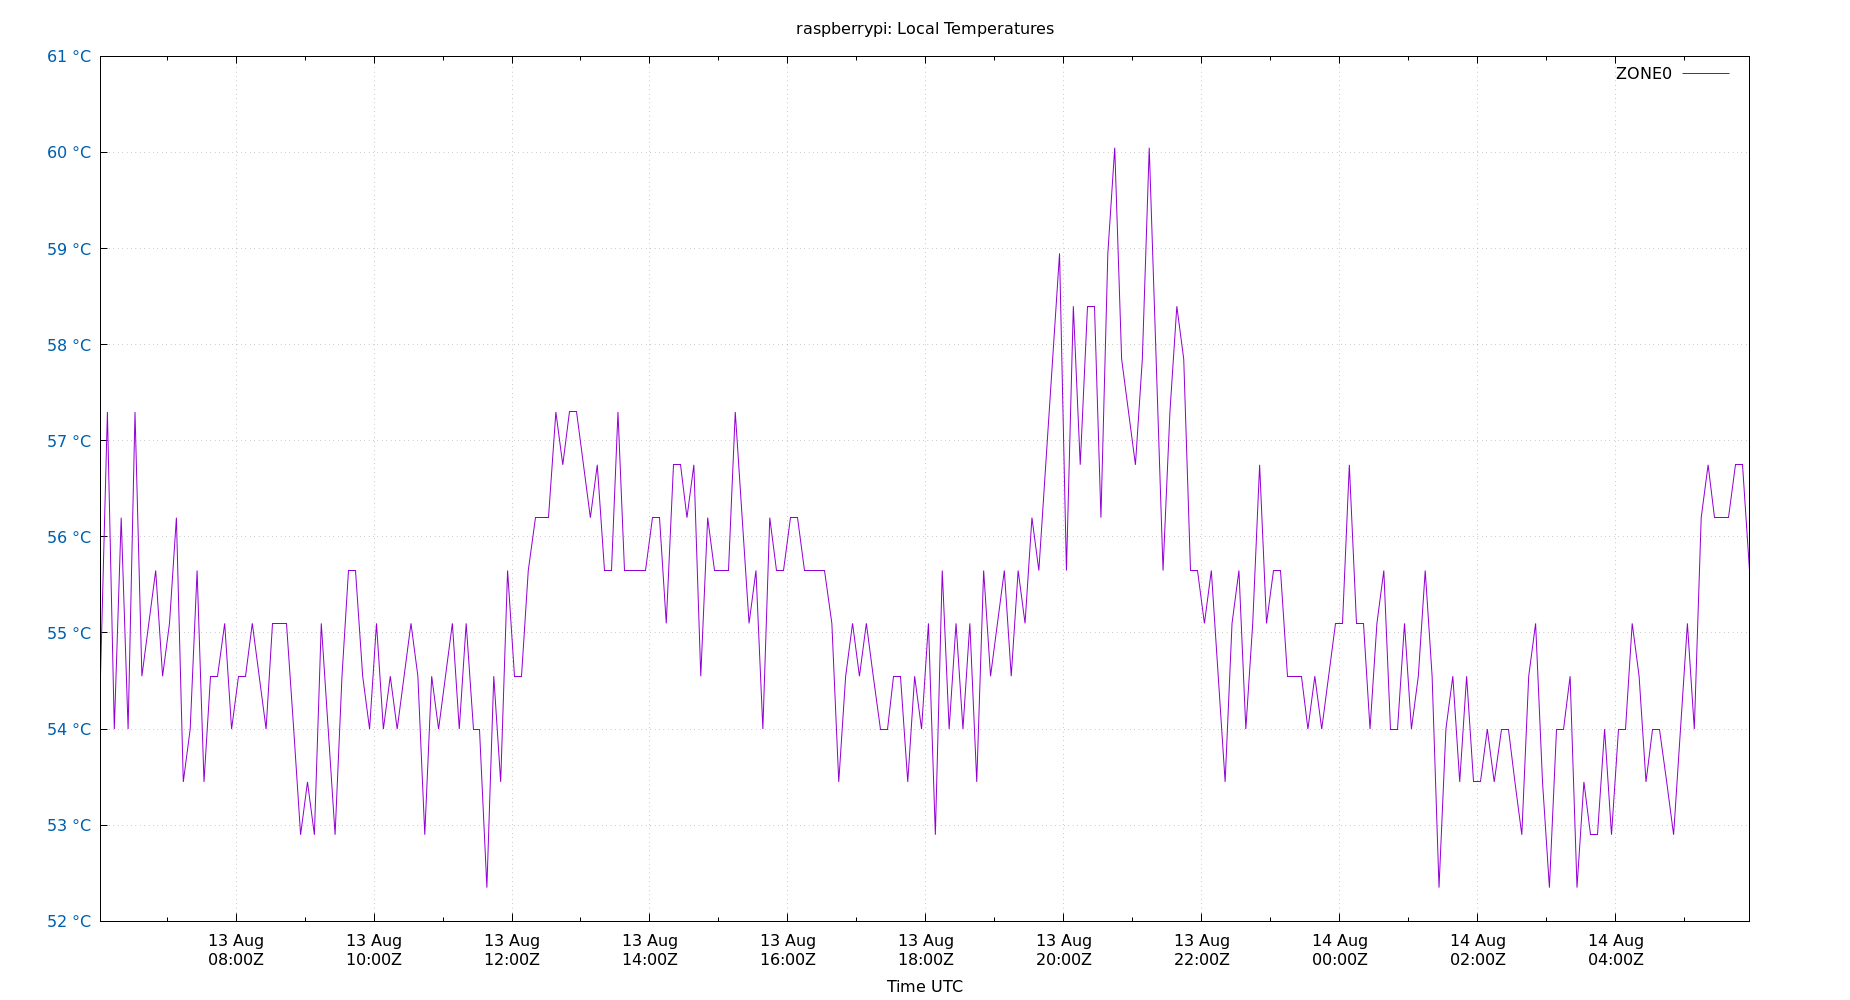 raspberrypi: Local Temperatures
61 °C
ZONE0
60 °C
59 °C
58 °C
57 °C
56 °C
55 °C
54 °C
53 °C
52 °C
13 Aug 13 Aug 13 Aug 13 Aug 13 Aug 13 Aug 13 Aug 13 Aug 14 Aug 14 Aug 14 Aug
08:00Z 10:00Z 12:00Z 14:00Z 16:00Z 18:00Z 20:00Z 22:00Z 00:00Z 02:00Z 04:00Z
Time UTC